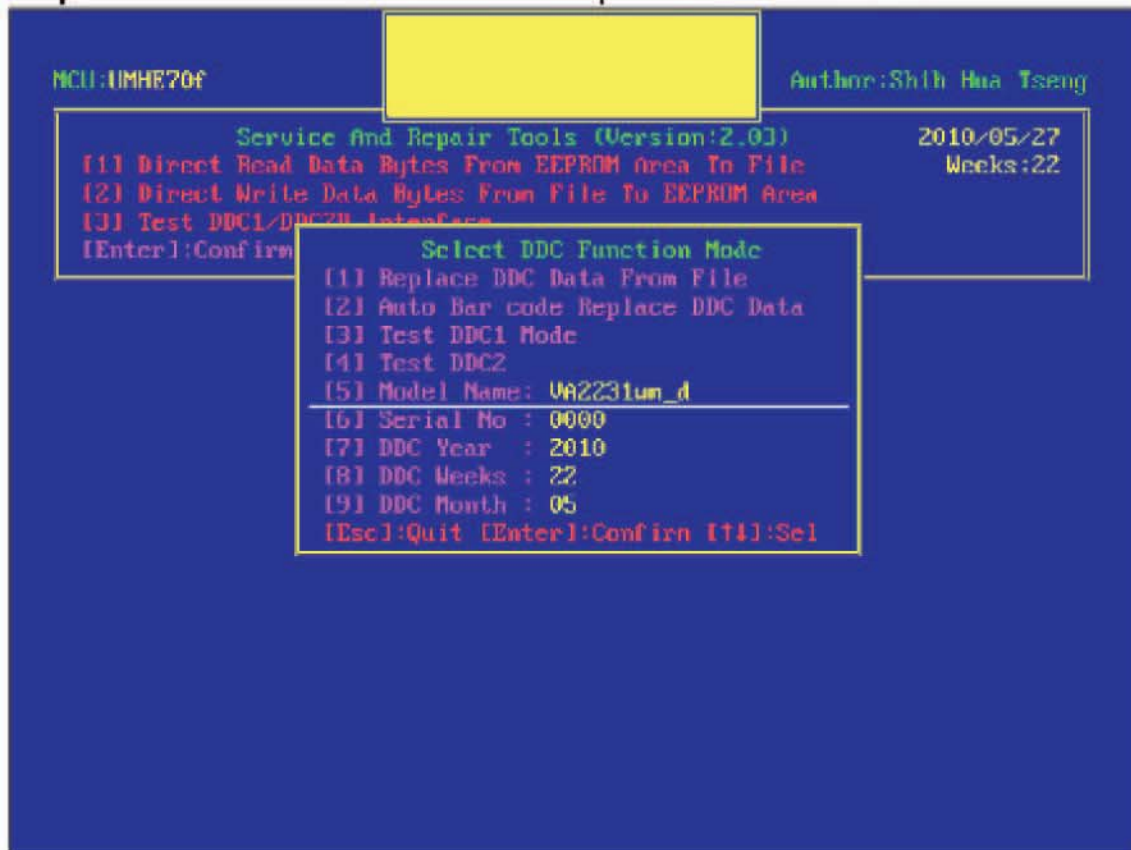 MCU:UMHE70f
Author:Shih Hua Tseng
Service And Repair Tools (Version:2.03) 2010/05/27
[1] Direct Read Data Bytes From EEPROM Area To File Weeks:22
[2] Direct Write Data Bytes From File To EEPROM Area
[3] Test DDC1/DDC2B Interface
[Enter]:Confirm
Select DDC Function Mode
[1] Replace DDC Data From File
[2] Auto Bar code Replace DDC Data
[3] Test DDC1 Mode
[4] Test DDC2
[5] Model Name: VA2231wm_d
[6] Serial No : 0000
[7] DDC Year : 2010
[8] DDC Weeks : 22
[9] DDC Month : 05
[Esc]:Quit [Enter]:Confirm [↑↓]:Sel